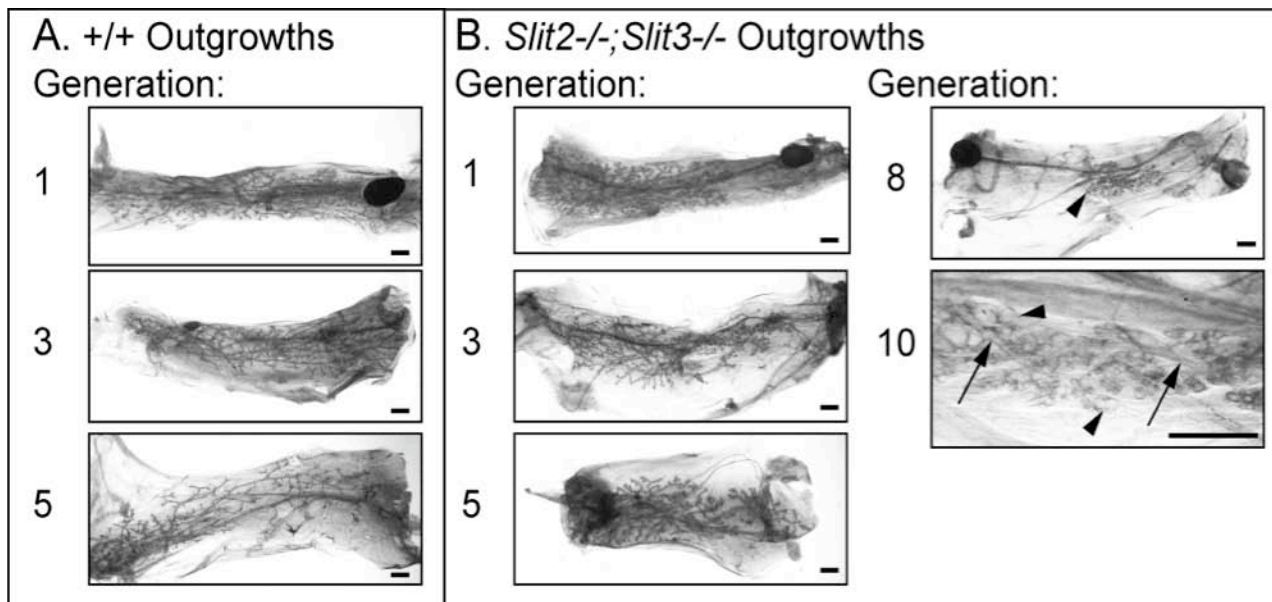 A. +/+ Outgrowths
Generation:
1
3
5
B. Slit2-/-;Slit3-/- Outgrowths
Generation:
1
3
5
Generation:
8
10